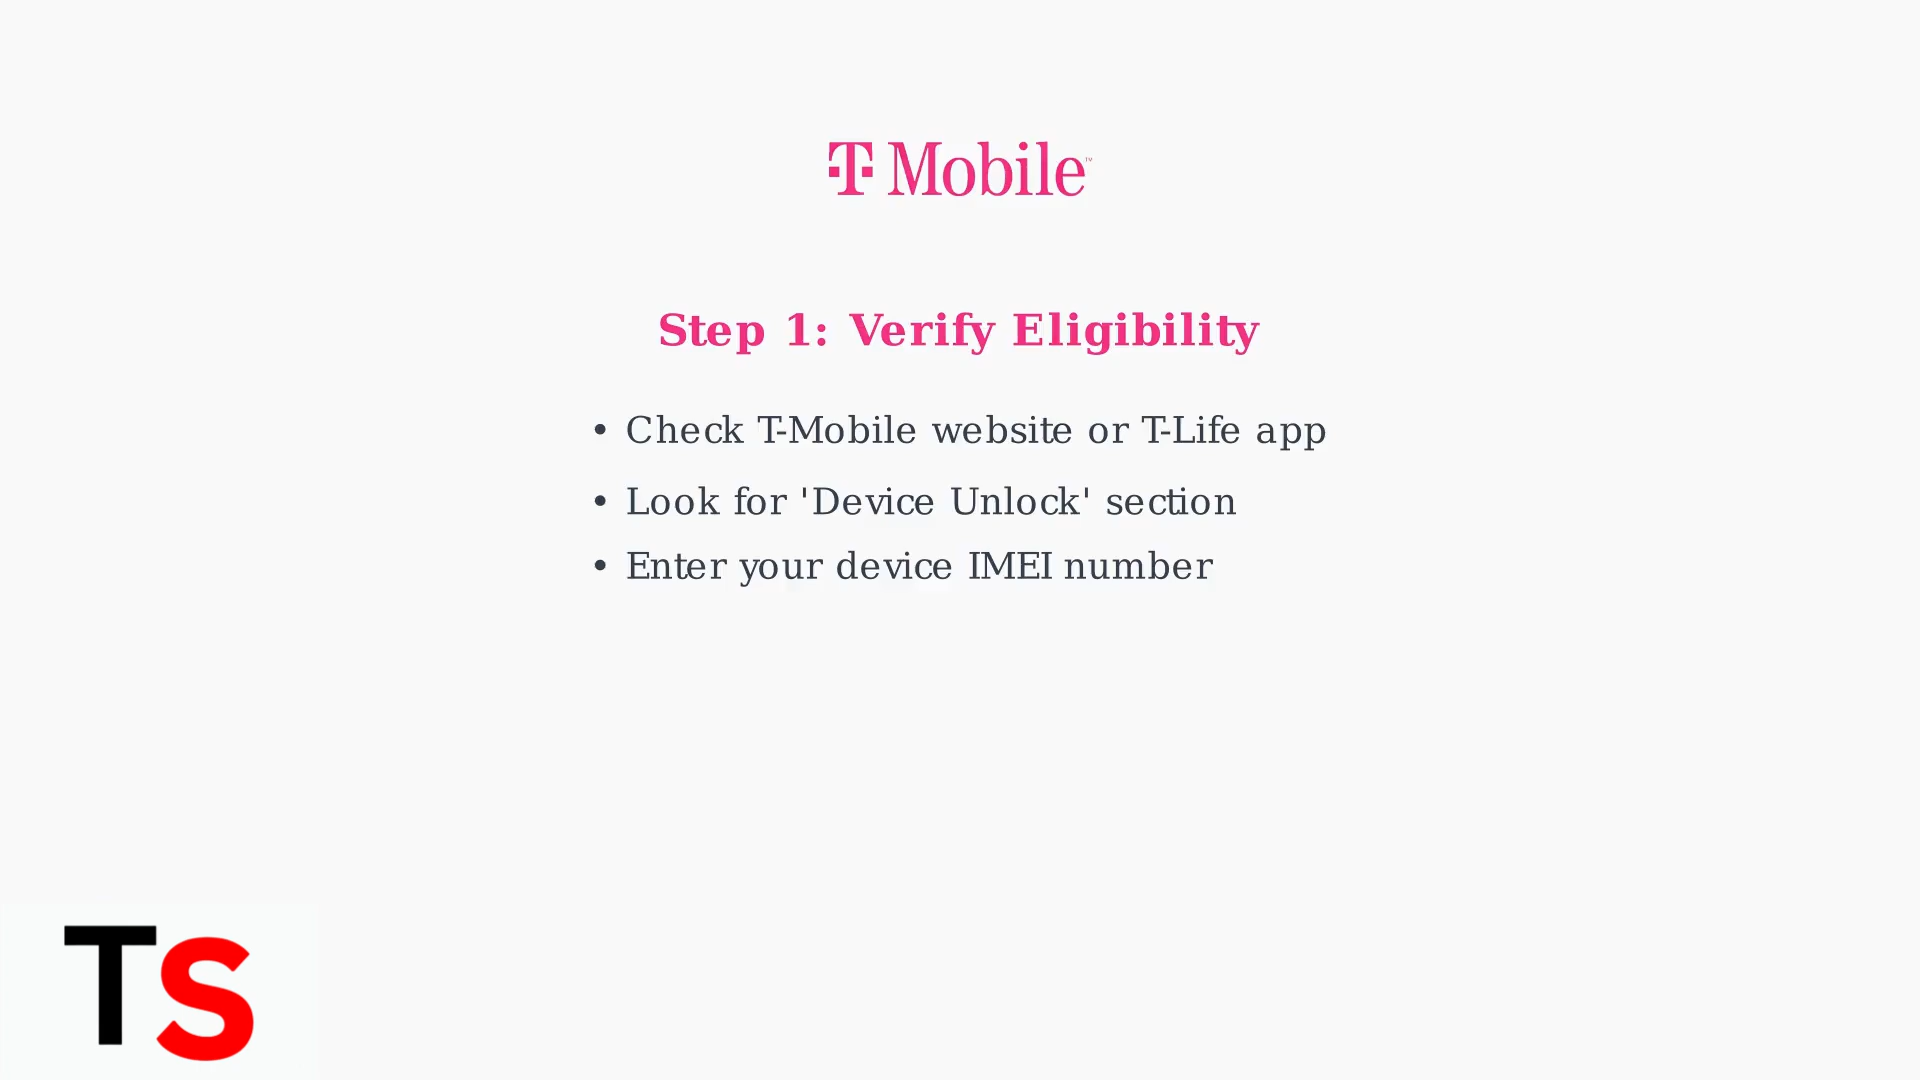 T Mobile™
Step 1: Verify Eligibility
• Check T-Mobile website or T-Life app
• Look for 'Device Unlock' section
• Enter your device IMEI number
TS